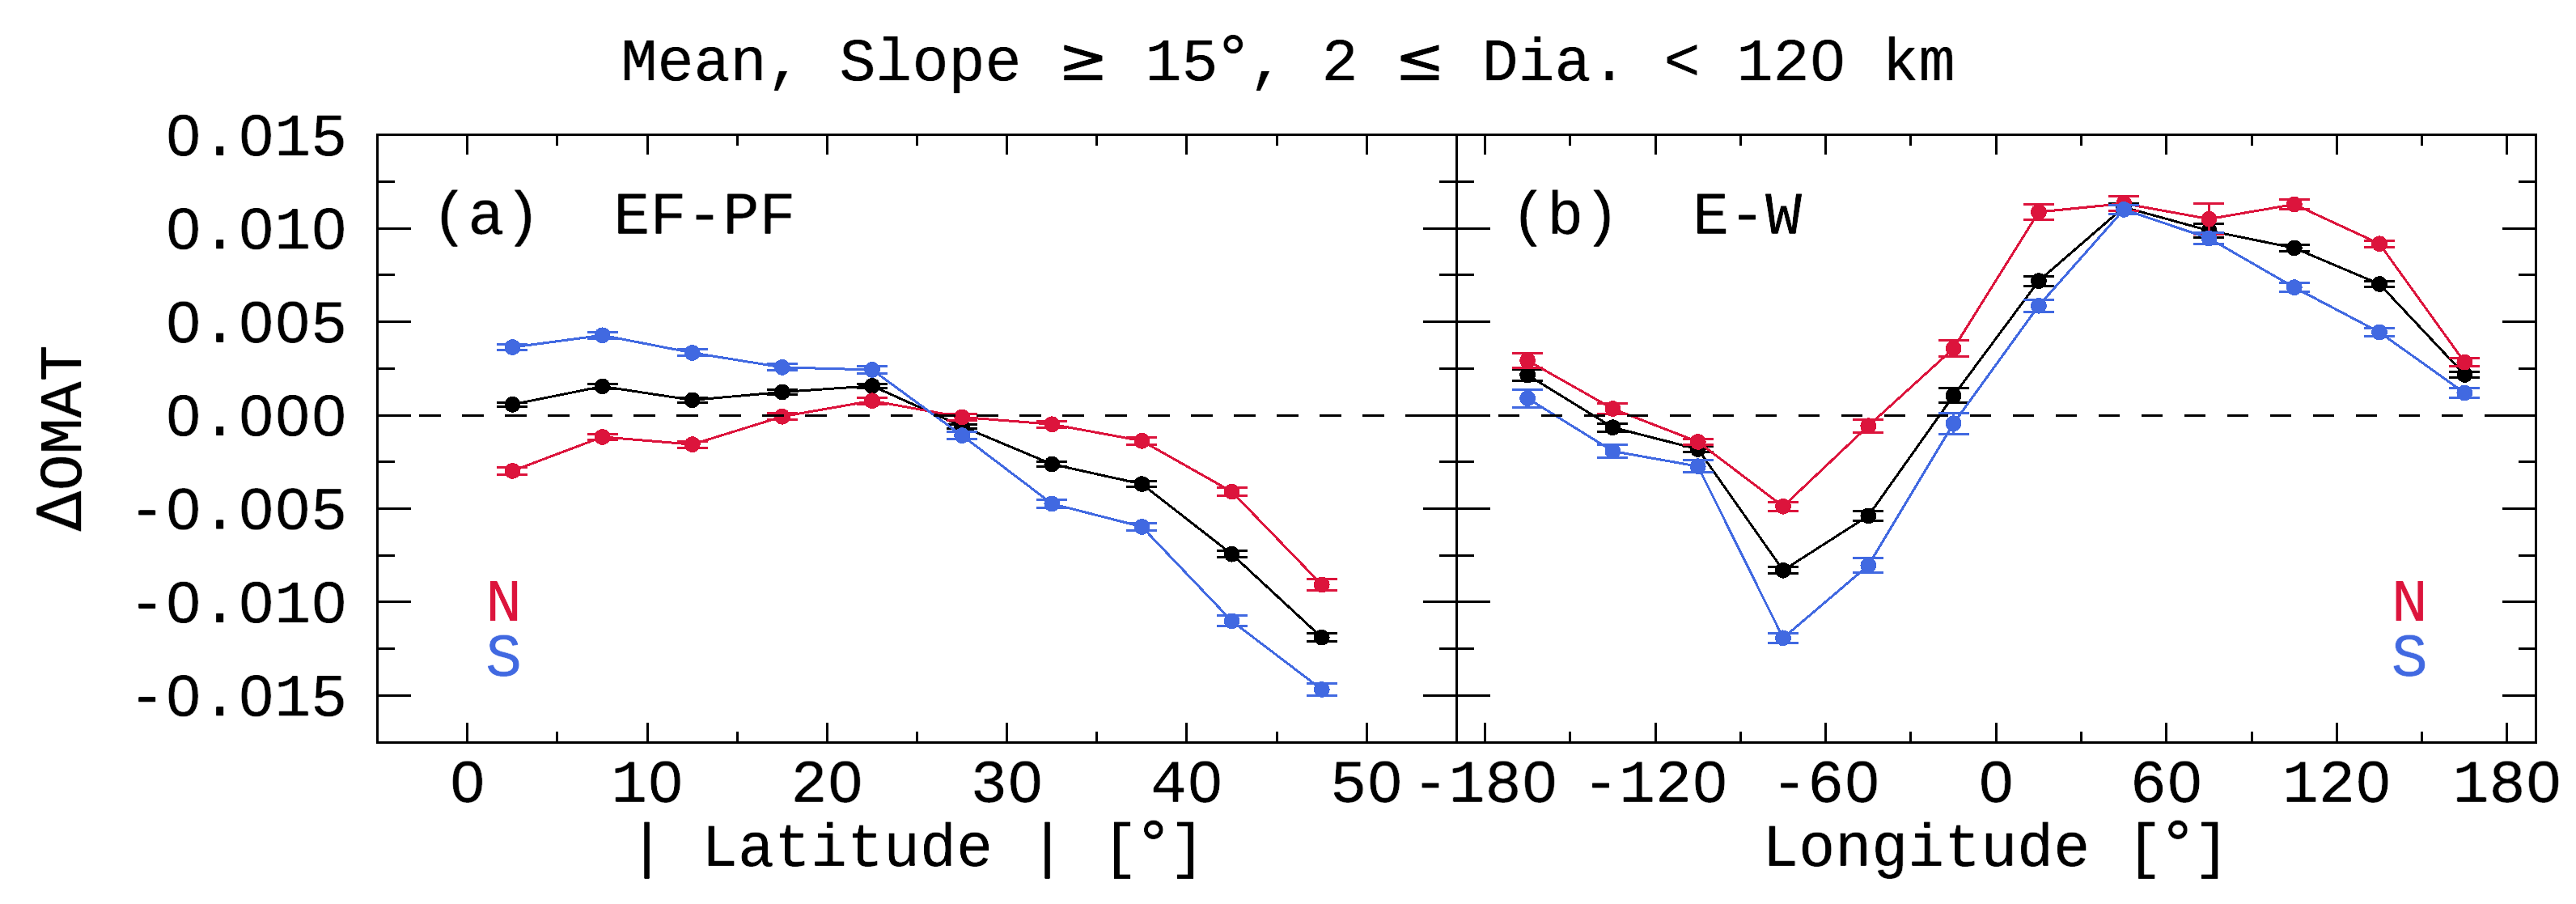 Mean, Slope ≥ 15°, 2 ≤ Dia. < 120 km
ΔOMAT
0.015
0.010
0.005
0.000
-0.005
-0.010
-0.015
(a) EF-PF
N
S
0 10 20 30 40 50
| Latitude | [°]
(b) E-W
N
S
-180 -120 -60 0 60 120 180
Longitude [°]